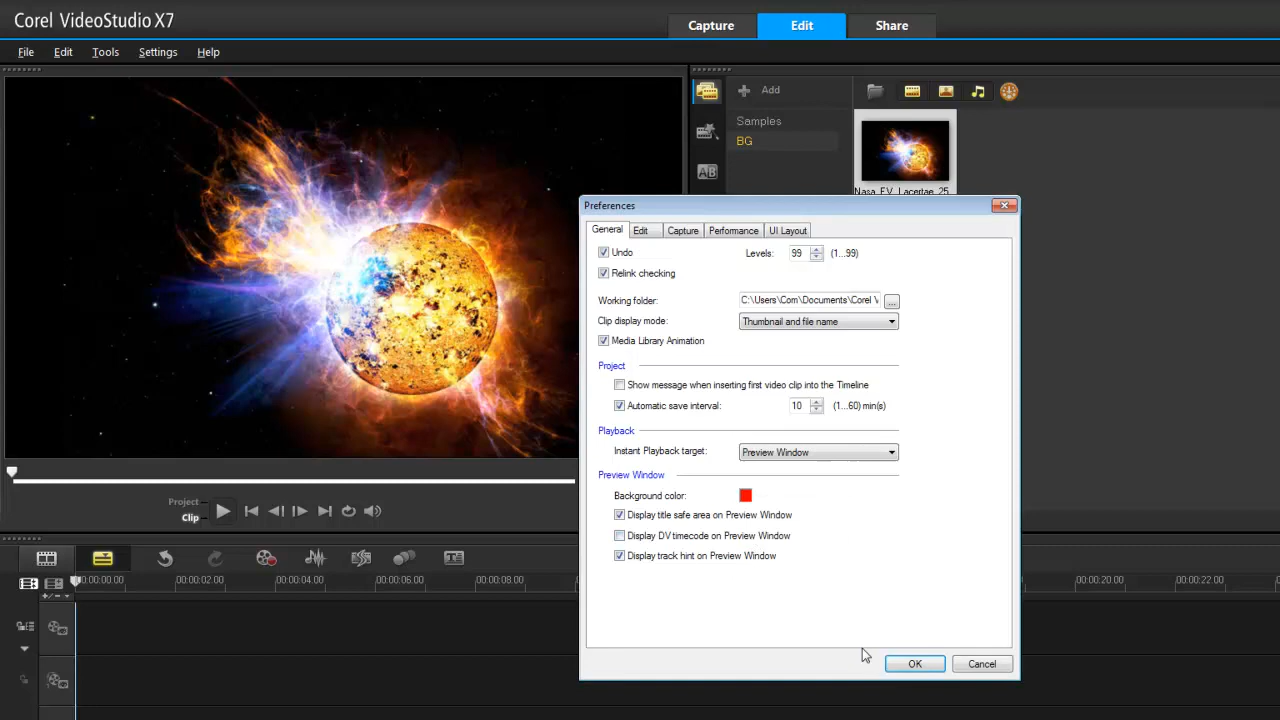 Corel VideoStudio X7
Capture
Edit
Share
File
Edit
Tools
Settings
Help
Add
Samples
BG
Nasa_EV_Lacertae_25...
Preferences
General
Edit
Capture
Performance
UI Layout
Undo
Levels:
99
(1...99)
Relink checking
Working folder:
C:\Users\Com\Documents\Corel V
...
Clip display mode:
Thumbnail and file name
Media Library Animation
Project
Show message when inserting first video clip into the Timeline
Automatic save interval:
10
(1...60) min(s)
Playback
Instant Playback target:
Preview Window
Preview Window
Background color:
Display title safe area on Preview Window
Display DV timecode on Preview Window
Display track hint on Preview Window
OK
Cancel
Project
Clip
00:00:00.00
00:00:02.00
00:00:04.00
00:00:06.00
00:00:08.00
00:00:20.00
00:00:22.00